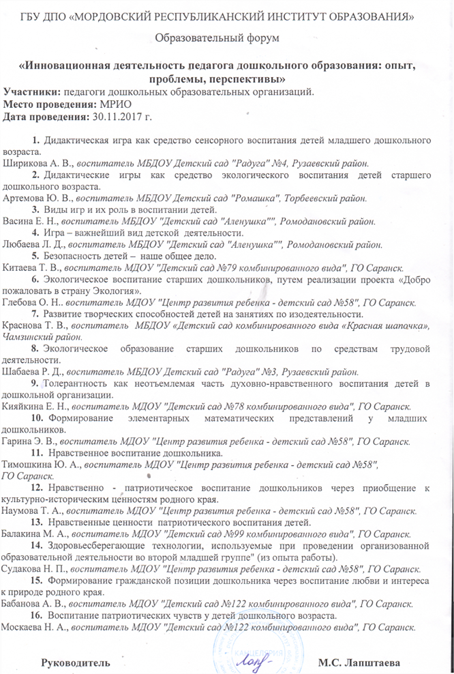 ГБУ ДПО «МОРДОВСКИЙ РЕСПУБЛИКАНСКИЙ ИНСТИТУТ ОБРАЗОВАНИЯ»
Образовательный форум
«Инновационная деятельность педагога дошкольного образования: опыт,
проблемы, перспективы»
Участники: педагоги дошкольных образовательных организаций.
Место проведения: МРИО
Дата проведения: 30.11.2017 г.
1. Дидактическая игра как средство сенсорного воспитания детей младшего дошкольного
возраста.
Ширикова А. В., воспитатель МБДОУ Детский сад "Радуга" №4, Рузаевский район.
2. Дидактические игры как средство экологического воспитания детей старшего
дошкольного возраста.
Артемова Ю. В., воспитатель МБДОУ Детский сад "Ромашка", Торбеевский район.
3. Виды игр и их роль в воспитании детей.
Васина Е. Н., воспитатель МБДОУ "Детский сад "Аленушка"", Ромодановский район.
4. Игра – важнейший вид детской деятельности.
Любаева Л. Д., воспитатель МБДОУ "Детский сад "Аленушка"", Ромодановский район.
5. Безопасность детей – наше общее дело.
Китаева Т. В., воспитатель МДОУ "Детский сад №79 комбинированного вида", ГО Саранск.
6. Экологическое воспитание старших дошкольников, путем реализации проекта «Добро
пожаловать в страну Экология».
Глебова О. Н.. воспитатель МДОУ "Центр развития ребенка - детский сад №58", ГО Саранск.
7. Развитие творческих способностей детей на занятиях по изодеятельности.
Краснова Т. В., воспитатель МБДОУ «Детский сад комбинированного вида «Красная шапочка»,
Чамзинский район.
8. Экологическое образование старших дошкольников по средствам трудовой
деятельности.
Шабаева Р. Д., воспитатель МБДОУ Детский сад "Радуга" №3, Рузаевский район.
9. Толерантность как неотъемлемая часть духовно-нравственного воспитания детей в
дошкольной организации.
Кияйкина Е. Н., воспитатель МДОУ "Детский сад №78 комбинированного вида", ГО Саранск.
10. Формирование элементарных математических представлений у младших
дошкольников.
Гарина Э. В., воспитатель МДОУ "Центр развития ребенка - детский сад №58", ГО Саранск.
11. Нравственное воспитание дошкольника.
Тимошкина Ю. А., воспитатель МДОУ "Центр развития ребенка - детский сад №58",
ГО Саранск.
12. Нравственно - патриотическое воспитание дошкольников через приобщение к
культурно-историческим ценностям родного края.
Наумова Т. А., воспитатель МДОУ "Центр развития ребенка - детский сад №58", ГО Саранск.
13. Нравственные ценности патриотического воспитания детей.
Балакина М. А., воспитатель МДОУ "Детский сад №99 комбинированного вида", ГО Саранск.
14. Здоровьесберегающие технологии, используемые при проведении организованной
образовательной деятельности во второй младшей группе" (из опыта работы).
Судакова Н. П., воспитатель МДОУ "Центр развития ребенка - детский сад №58", ГО Саранск.
15. Формирование гражданской позиции дошкольника через воспитание любви и интереса
к природе родного края.
Бабанова А. В., воспитатель МДОУ "Детский сад №122 комбинированного вида", ГО Саранск.
16. Воспитание патриотических чувств у детей дошкольного возраста.
Москаева Н. А., воспитатель МДОУ "Детский сад №122 комбинированного вида", ГО Саранск.
Руководитель М.С. Лапштаева